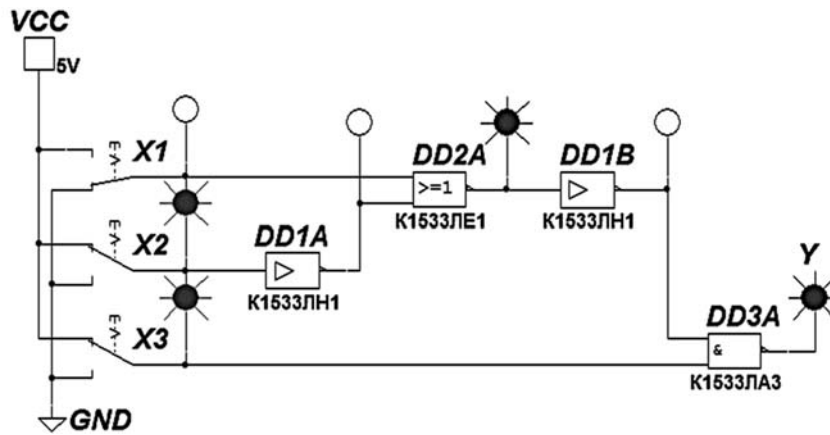 VCC
5V
X1
DD2A
>=1
К1533ЛЕ1
DD1B
К1533ЛН1
X2
DD1A
К1533ЛН1
Y
X3
DD3A
&
К1533ЛА3
GND